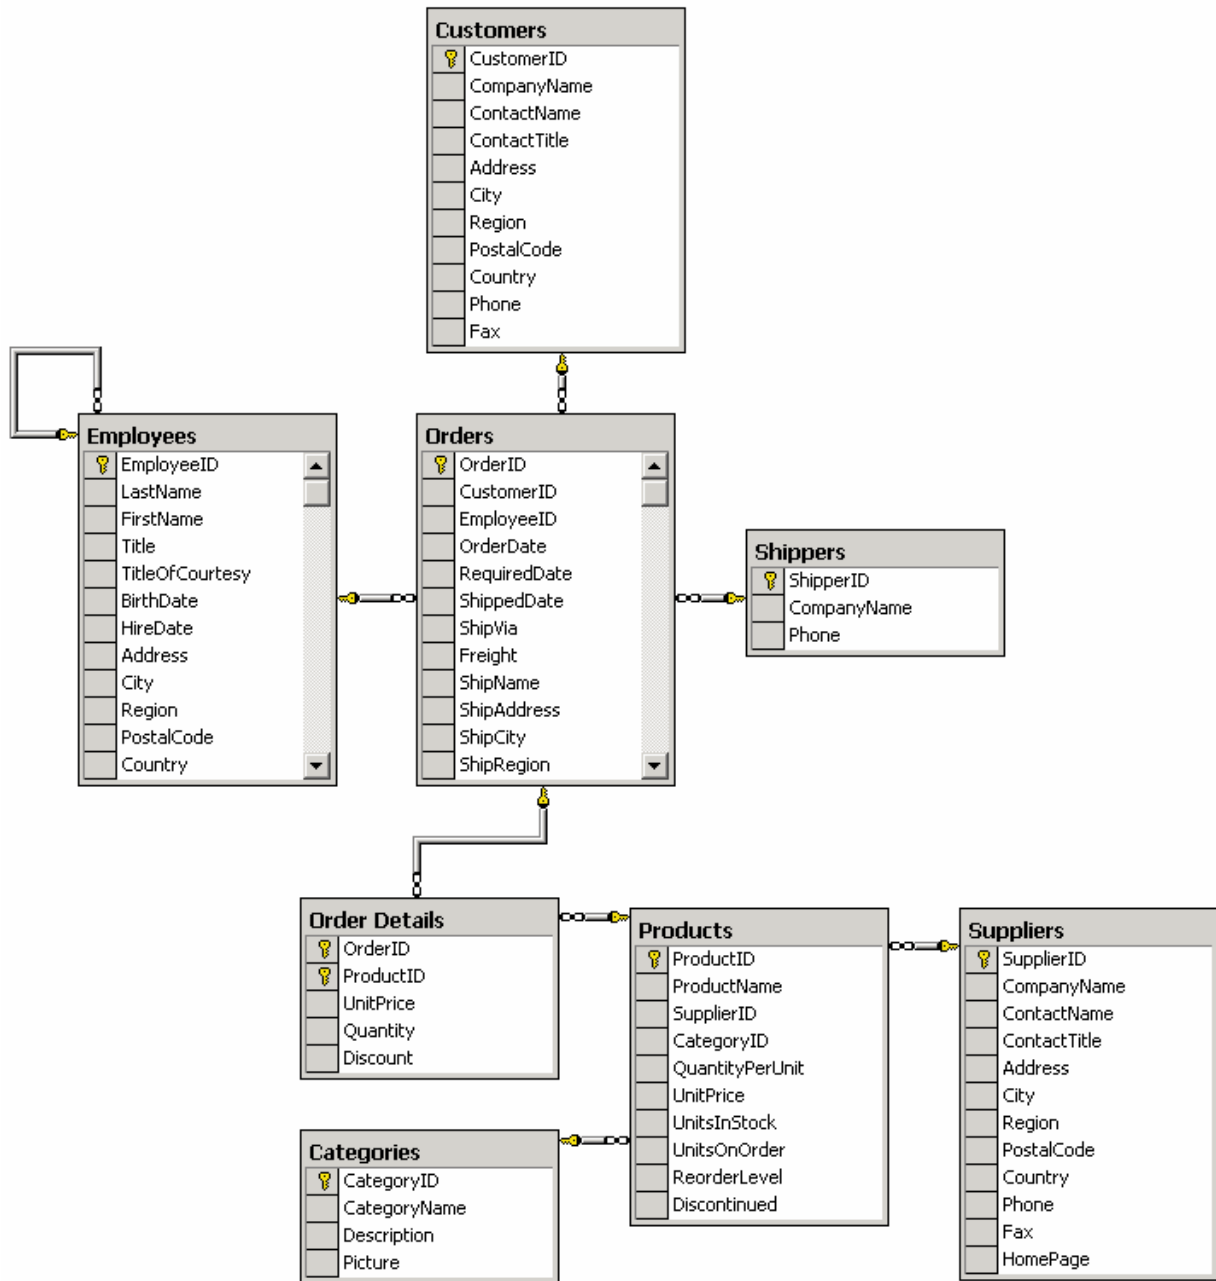 Customers
CustomerID
CompanyName
ContactName
ContactTitle
Address
City
Region
PostalCode
Country
Phone
Fax
Employees
EmployeeID
LastName
FirstName
Title
TitleOfCourtesy
BirthDate
HireDate
Address
City
Region
PostalCode
Country
Orders
OrderID
CustomerID
EmployeeID
OrderDate
RequiredDate
ShippedDate
ShipVia
Freight
ShipName
ShipAddress
ShipCity
ShipRegion
Shippers
ShipperID
CompanyName
Phone
Order Details
OrderID
ProductID
UnitPrice
Quantity
Discount
Products
ProductID
ProductName
SupplierID
CategoryID
QuantityPerUnit
UnitPrice
UnitsInStock
UnitsOnOrder
ReorderLevel
Discontinued
Suppliers
SupplierID
CompanyName
ContactName
ContactTitle
Address
City
Region
PostalCode
Country
Phone
Fax
HomePage
Categories
CategoryID
CategoryName
Description
Picture